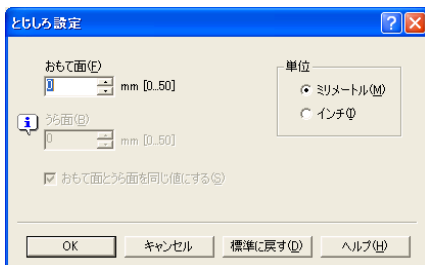 とじしろ設定
おもて面(F)
0 mm [0...50]
うら面(B)
0 mm [0...50]
おもて面とうら面を同じ値にする(S)
単位
ミリメートル(M)
インチ(I)
OK キャンセル 標準に戻す(D) ヘルプ(H)